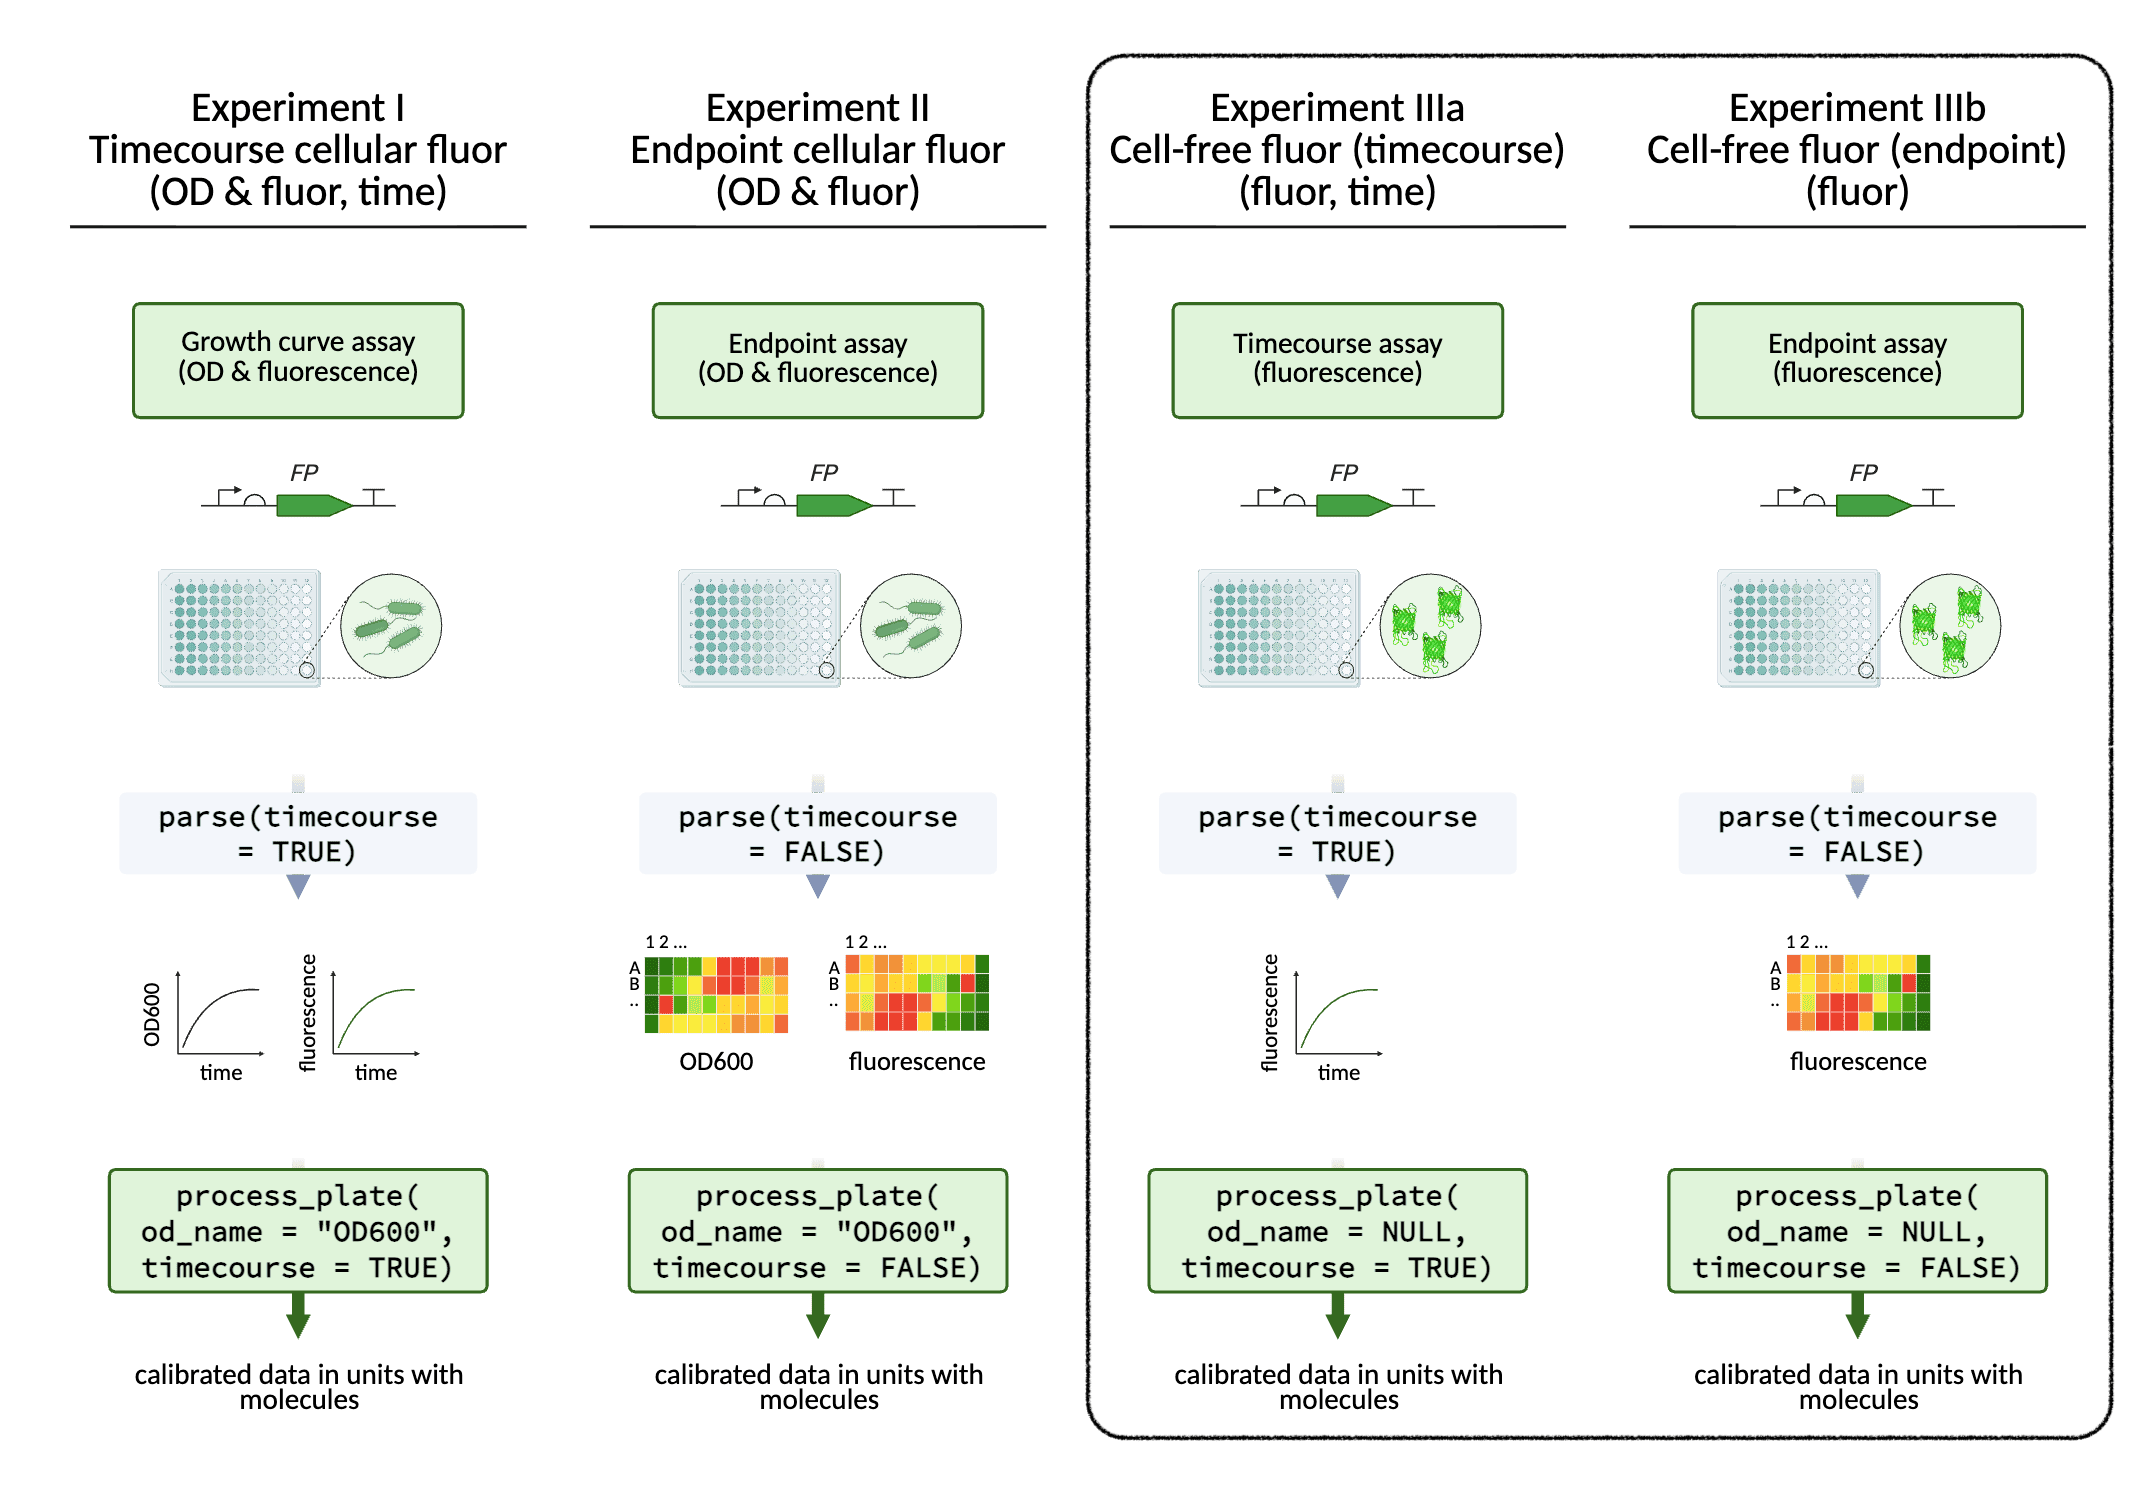 Experiment I
Timecourse cellular fluor
(OD & fluor, time)
Growth curve assay
(OD & fluorescence)
FP
parse(timecourse
= TRUE)
OD600
time
fluorescence
time
process_plate(
od_name = "OD600",
timecourse = TRUE)
calibrated data in units with
molecules
Experiment II
Endpoint cellular fluor
(OD & fluor)
Endpoint assay
(OD & fluorescence)
FP
parse(timecourse
= FALSE)
1 2 ...
A
B
..
OD600
1 2 ...
A
B
..
fluorescence
process_plate(
od_name = "OD600",
timecourse = FALSE)
calibrated data in units with
molecules
Experiment IIIa
Cell-free fluor (timecourse)
(fluor, time)
Timecourse assay
(fluorescence)
FP
parse(timecourse
= TRUE)
fluorescence
time
process_plate(
od_name = NULL,
timecourse = TRUE)
calibrated data in units with
molecules
Experiment IIIb
Cell-free fluor (endpoint)
(fluor)
Endpoint assay
(fluorescence)
FP
parse(timecourse
= FALSE)
1 2 ...
A
B
..
fluorescence
process_plate(
od_name = NULL,
timecourse = FALSE)
calibrated data in units with
molecules